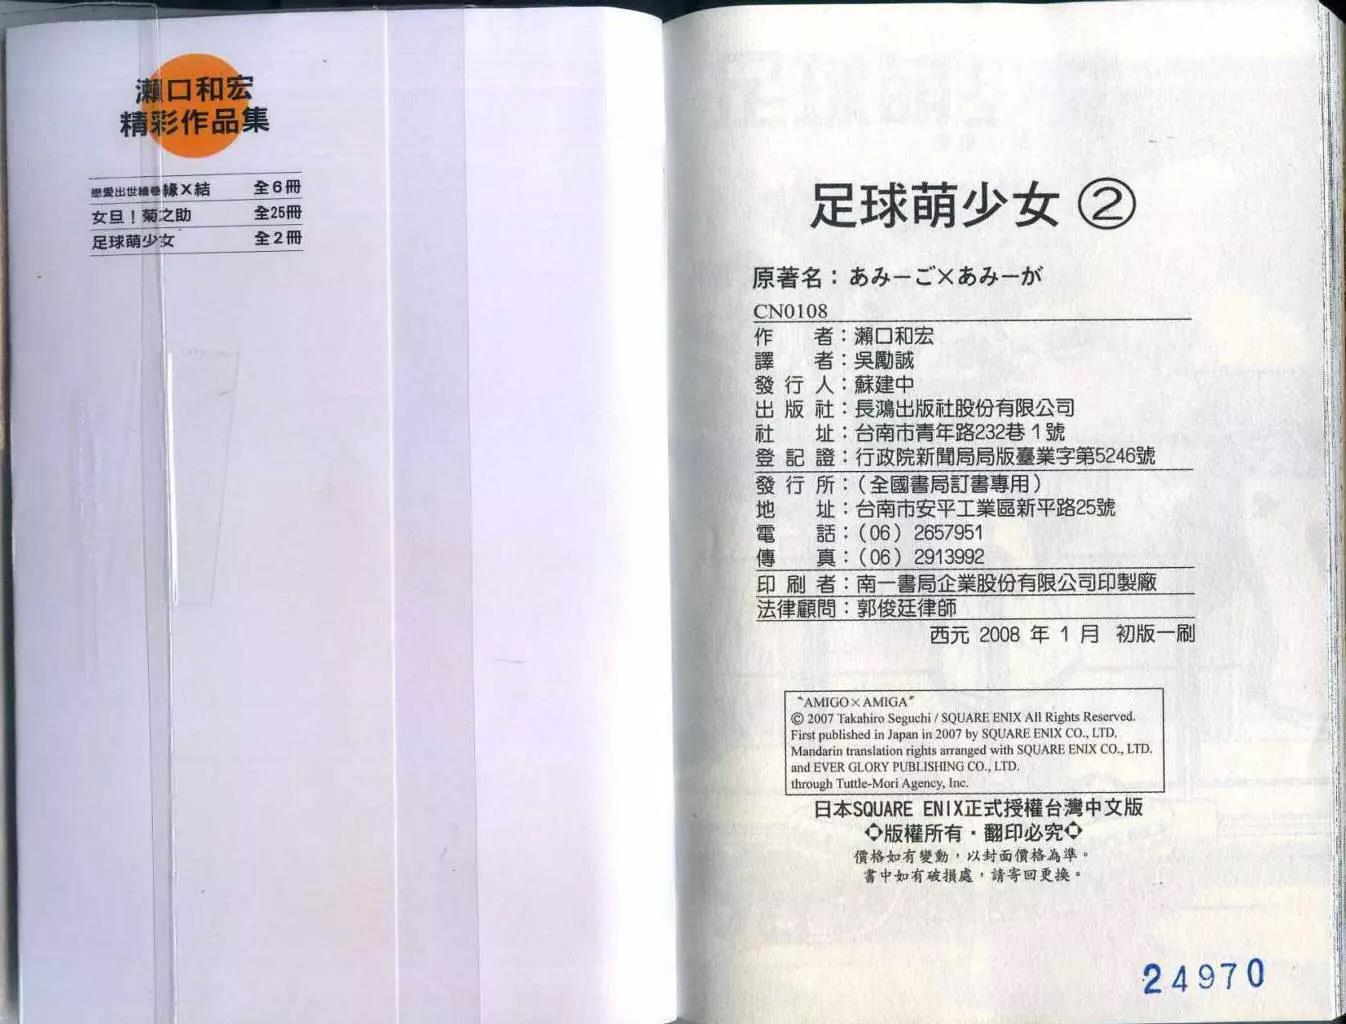 瀨口和宏
精彩作品集
戀愛出世繪卷緣X結 全6冊
女旦！菊之助 全25冊
足球萌少女 全2冊
足球萌少女②
原著名：あみーご×あみーが
CN0108
作者：瀨口和宏
譯者：吳勵誠
發行人：蘇建中
出版社：長鴻出版社股份有限公司
社址：台南市青年路232巷1號
登記證：行政院新聞局局版臺業字第5246號
發行所：（全國書局訂書專用）
地址：台南市安平工業區新平路25號
電話：（06）2657951
傳真：（06）2913992
印刷者：南一書局企業股份有限公司印製廠
法律顧問：郭俊廷律師
西元 2008 年 1 月 初版一刷
〝AMIGO×AMIGA〞
© 2007 Takahiro Seguchi / SQUARE ENIX All Rights Reserved.
First published in Japan in 2007 by SQUARE ENIX CO., LTD.
Mandarin translation rights arranged with SQUARE ENIX CO., LTD.
and EVER GLORY PUBLISHING CO., LTD.
through Tuttle-Mori Agency, Inc.
日本SQUARE ENIX正式授權台灣中文版
◇版權所有・翻印必究◇
價格如有變動，以封面價格為準。
書中如有破損處，請寄回更換。
24970